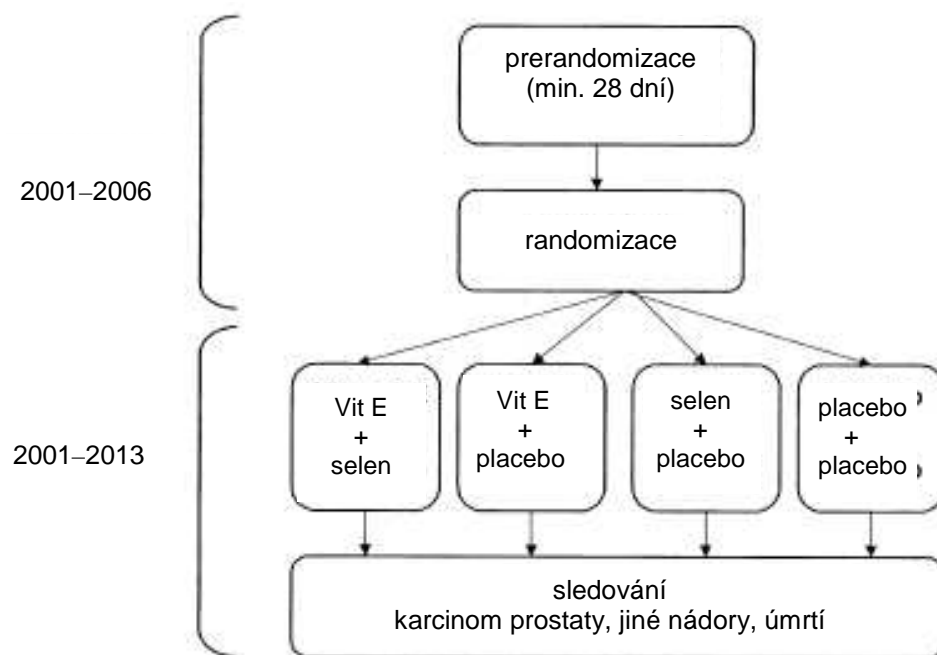 prerandomizace
(min. 28 dní)
2001–2006
randomizace
Vit E
+
selen
Vit E
+
placebo
selen
+
placebo
placebo
+
placebo
2001–2013
sledování
karcinom prostaty, jiné nádory, úmrtí